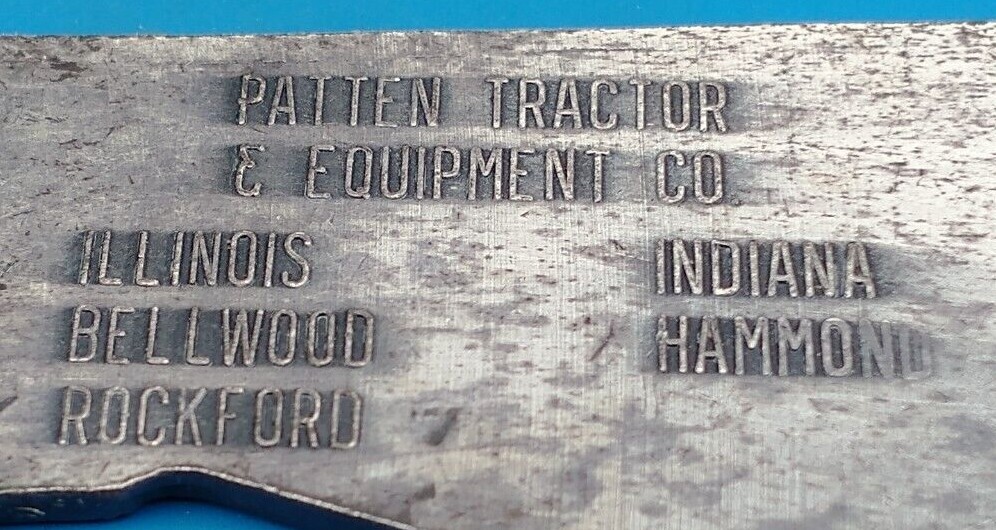 PATTEN TRACTOR
& EQUIPMENT CO.
ILLINOIS INDIANA
BELLWOOD HAMMOND
ROCKFORD